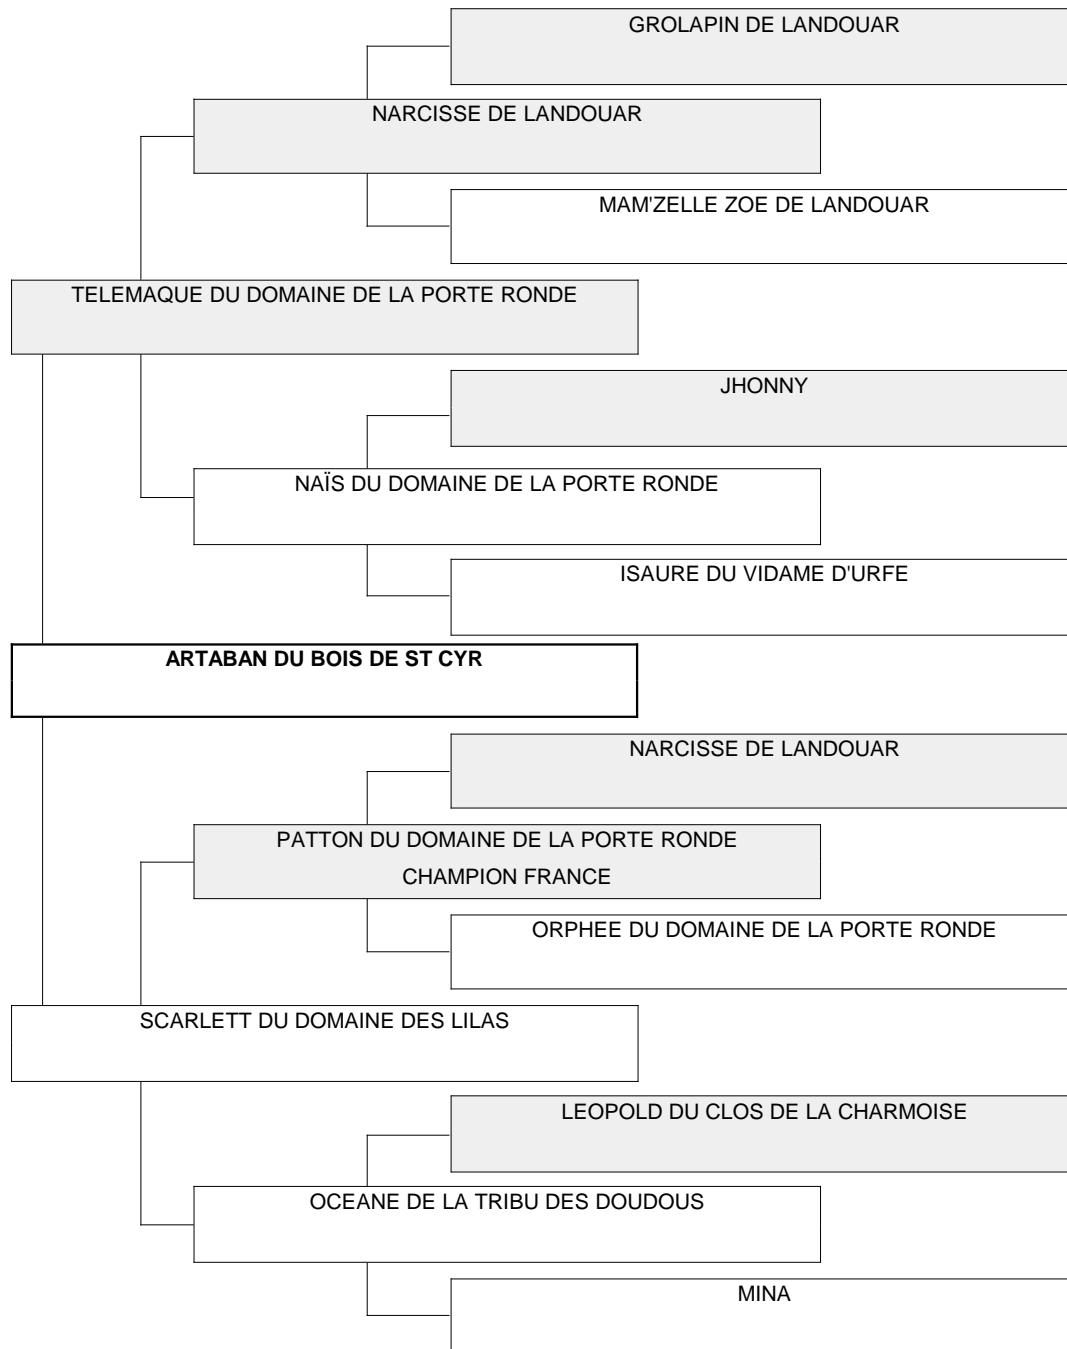 GROLAPIN DE LANDOUAR
NARCISSE DE LANDOUAR
MAM'ZELLE ZOE DE LANDOUAR
TELEMAQUE DU DOMAINE DE LA PORTE RONDE
JHONNY
NAÏS DU DOMAINE DE LA PORTE RONDE
ISAURE DU VIDAME D'URFE
ARTABAN DU BOIS DE ST CYR
NARCISSE DE LANDOUAR
PATTON DU DOMAINE DE LA PORTE RONDE
CHAMPION FRANCE
ORPHEE DU DOMAINE DE LA PORTE RONDE
SCARLETT DU DOMAINE DES LILAS
LEOPOLD DU CLOS DE LA CHARMOISE
OCEANE DE LA TRIBU DES DOUDOUS
MINA